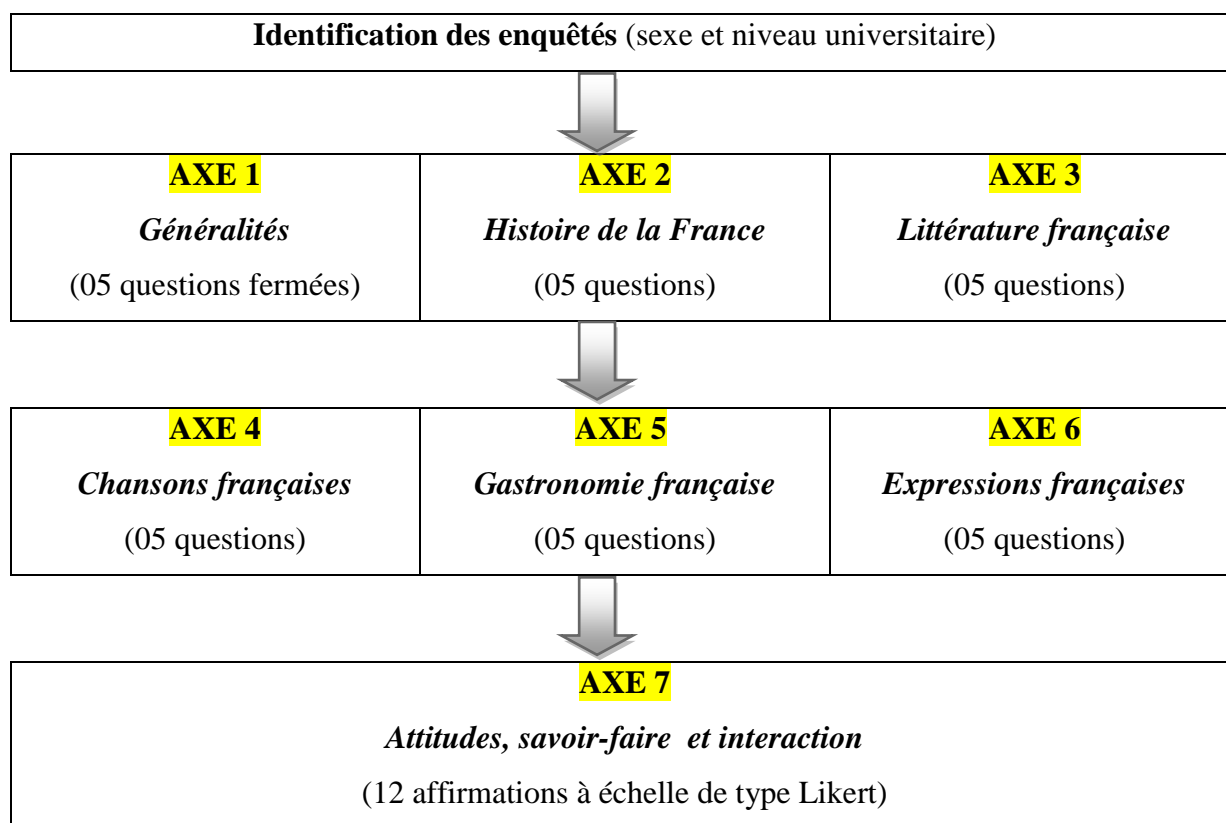 Identification des enquêtés (sexe et niveau universitaire)
AXE 1
Généralités
(05 questions fermées)
AXE 2
Histoire de la France
(05 questions)
AXE 3
Littérature française
(05 questions)
AXE 4
Chansons françaises
(05 questions)
AXE 5
Gastronomie française
(05 questions)
AXE 6
Expressions françaises
(05 questions)
AXE 7
Attitudes, savoir-faire et interaction
(12 affirmations à échelle de type Likert)